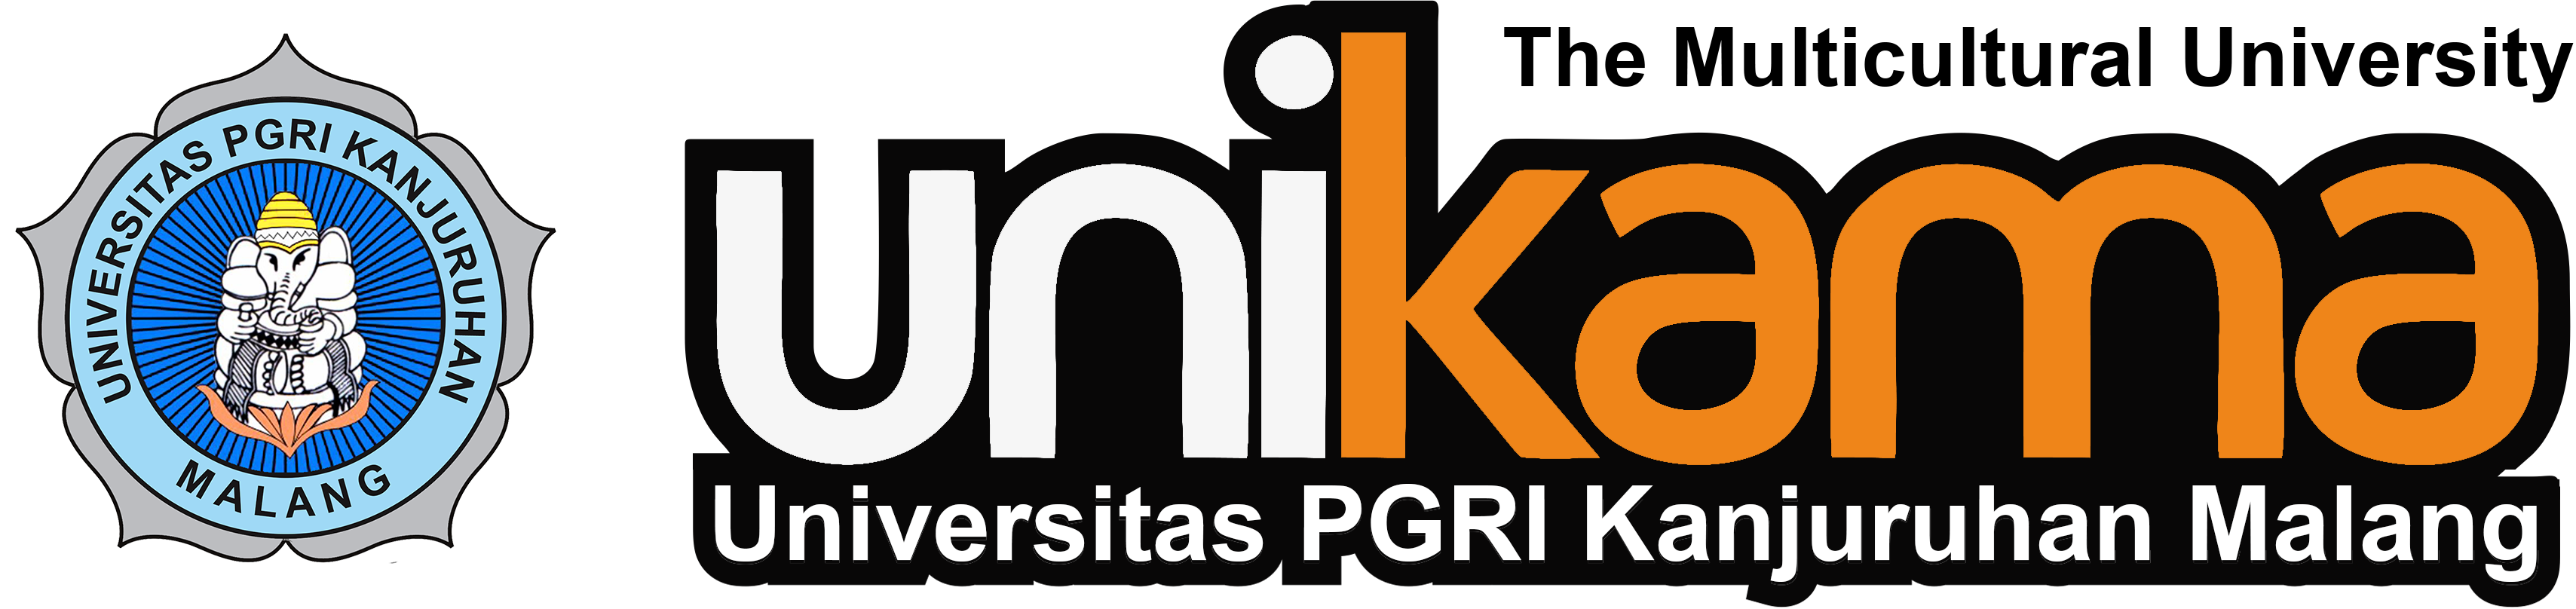 UNIVERSITAS PGRI KANJURUHAN
MALANG
The Multicultural University
unikama
Universitas PGRI Kanjuruhan Malang